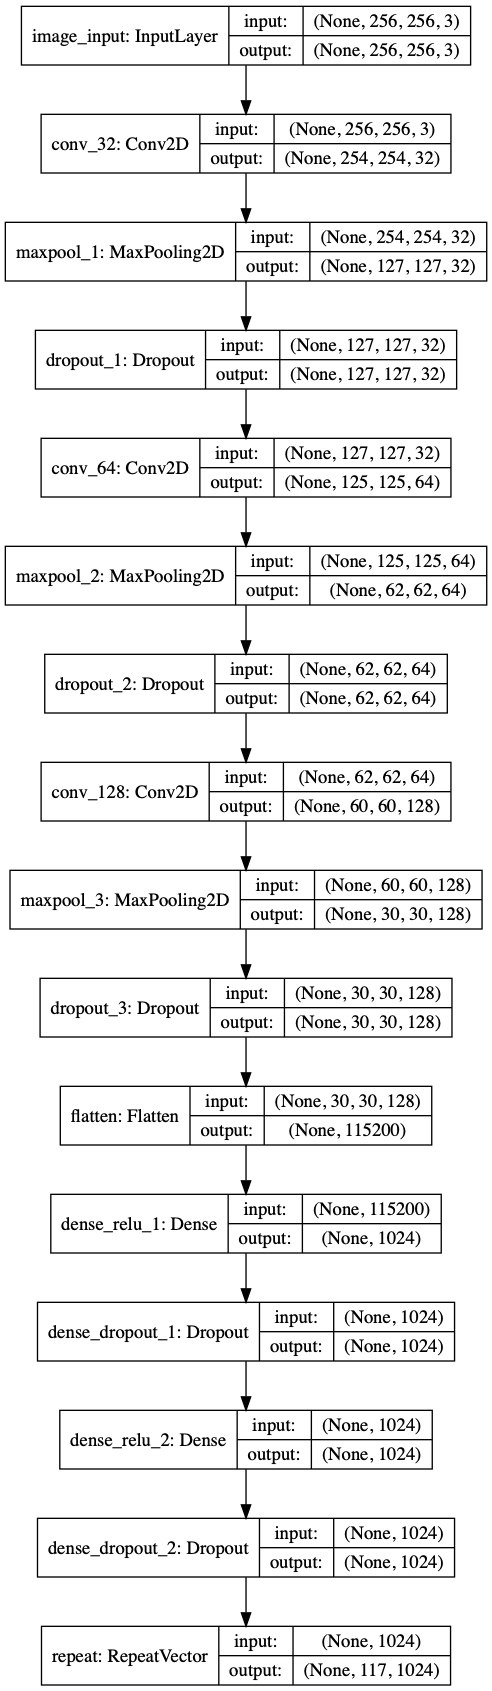 image_input: InputLayer
input:
(None, 256, 256, 3)
output:
(None, 256, 256, 3)
conv_32: Conv2D
input:
(None, 256, 256, 3)
output:
(None, 254, 254, 32)
maxpool_1: MaxPooling2D
input:
(None, 254, 254, 32)
output:
(None, 127, 127, 32)
dropout_1: Dropout
input:
(None, 127, 127, 32)
output:
(None, 127, 127, 32)
conv_64: Conv2D
input:
(None, 127, 127, 32)
output:
(None, 125, 125, 64)
maxpool_2: MaxPooling2D
input:
(None, 125, 125, 64)
output:
(None, 62, 62, 64)
dropout_2: Dropout
input:
(None, 62, 62, 64)
output:
(None, 62, 62, 64)
conv_128: Conv2D
input:
(None, 62, 62, 64)
output:
(None, 60, 60, 128)
maxpool_3: MaxPooling2D
input:
(None, 60, 60, 128)
output:
(None, 30, 30, 128)
dropout_3: Dropout
input:
(None, 30, 30, 128)
output:
(None, 30, 30, 128)
flatten: Flatten
input:
(None, 30, 30, 128)
output:
(None, 115200)
dense_relu_1: Dense
input:
(None, 115200)
output:
(None, 1024)
dense_dropout_1: Dropout
input:
(None, 1024)
output:
(None, 1024)
dense_relu_2: Dense
input:
(None, 1024)
output:
(None, 1024)
dense_dropout_2: Dropout
input:
(None, 1024)
output:
(None, 1024)
repeat: RepeatVector
input:
(None, 1024)
output:
(None, 117, 1024)